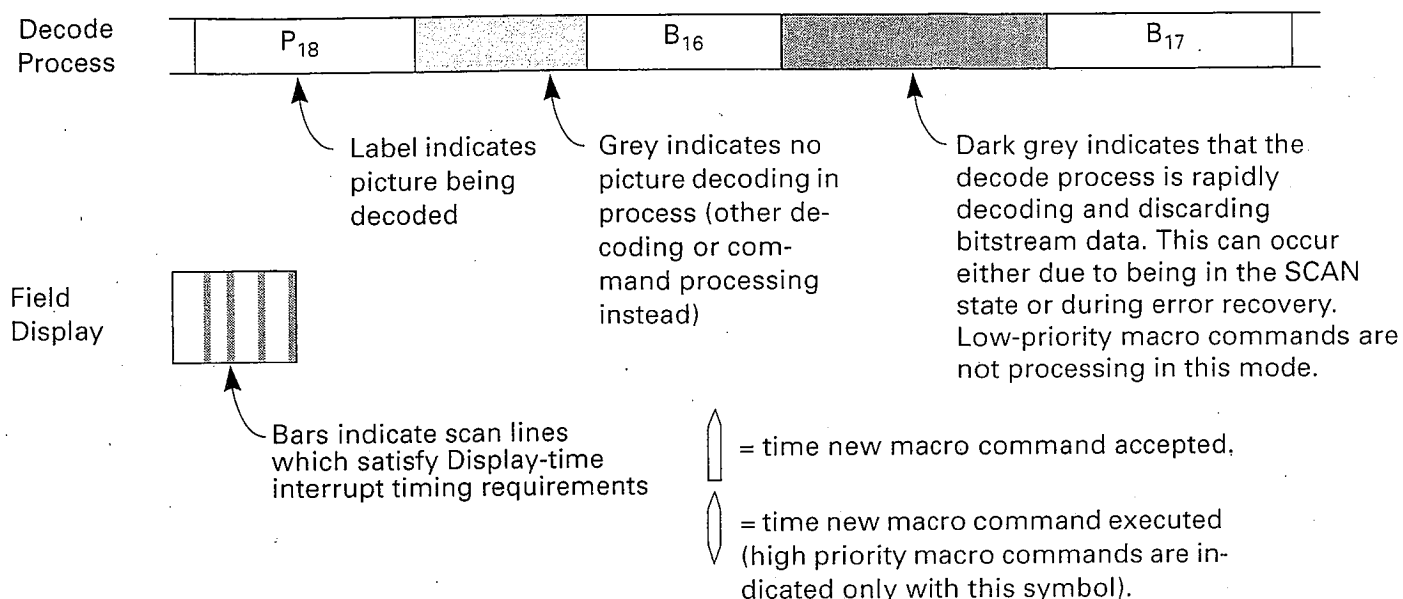 Decode
Process
P18
B16
B17
Label indicates
picture being
decoded
Grey indicates no
picture decoding in
process (other de-
coding or com-
mand processing
instead)
Dark grey indicates that the
decode process is rapidly
decoding and discarding
bitstream data. This can occur
either due to being in the SCAN
state or during error recovery.
Low-priority macro commands are
not processing in this mode.
Field
Display
Bars indicate scan lines
which satisfy Display-time
interrupt timing requirements
= time new macro command accepted,
= time new macro command executed
(high priority macro commands are in-
dicated only with this symbol).